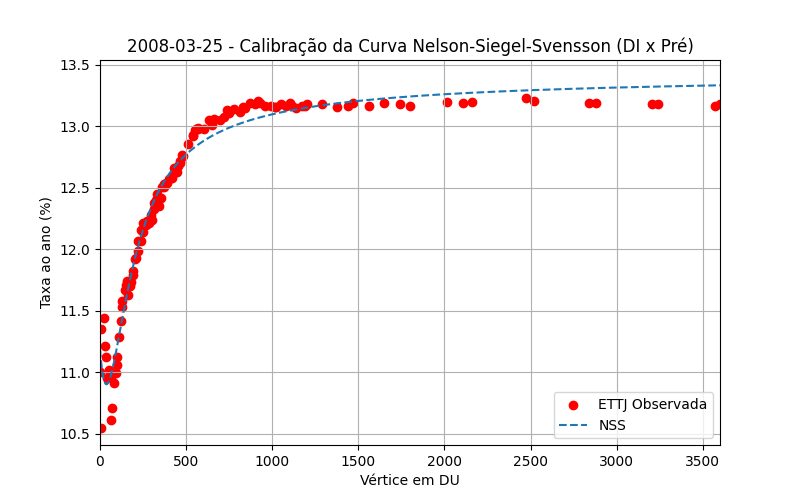 2008-03-25 - Calibração da Curva Nelson-Siegel-Svensson (DI x Pré)
Taxa ao ano (%)
13.5
13.0
12.5
12.0
11.5
11.0
10.5
0 500 1000 1500 2000 2500 3000 3500
Vértice em DU
ETTJ Observada
NSS